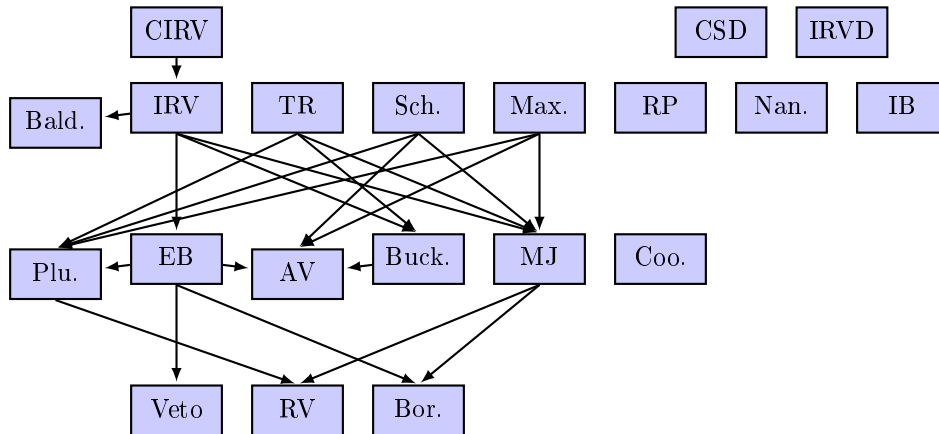 CIRV
CSD
IRVD
Bald.
IRV
TR
Sch.
Max.
RP
Nan.
IB
Plu.
EB
AV
Buck.
MJ
Coo.
Veto
RV
Bor.